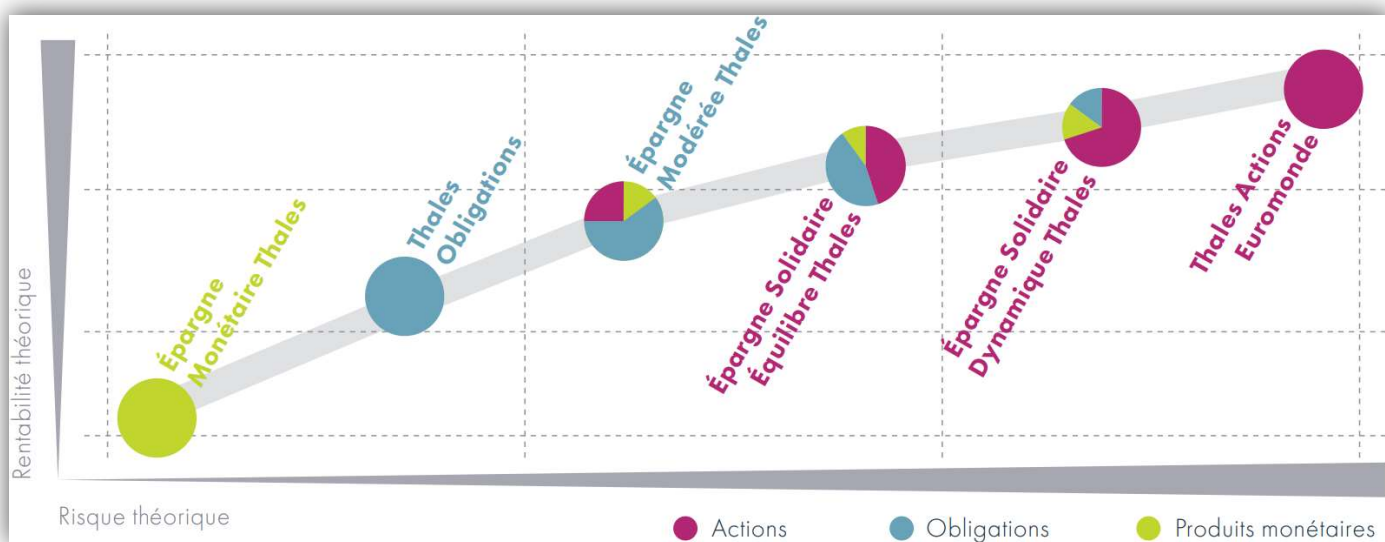 Rentabilité théorique
Épargne
Monétaire Thales
Thales
Obligations
Épargne
Modérée Thales
Épargne Solidaire
Équilibre Thales
Épargne Solidaire
Dynamique Thales
Thales Actions
Euromonde
Risque théorique
Actions
Obligations
Produits monétaires